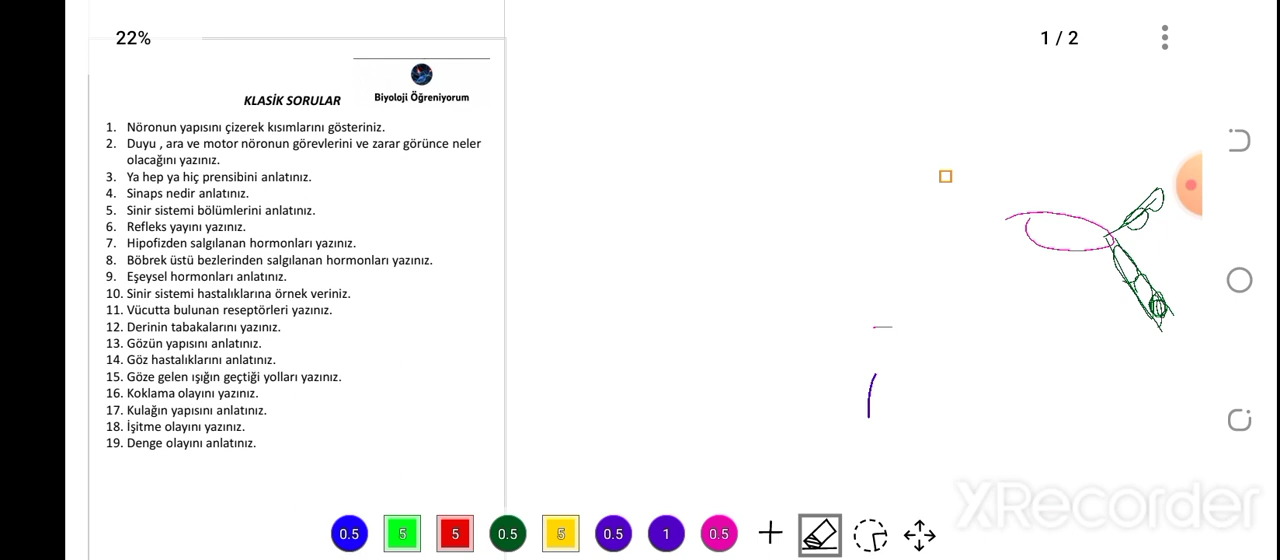 22%
1 / 2
Biyoloji Öğreniyorum
KLASİK SORULAR
1. Nöronun yapısını çizerek kısımlarını gösteriniz.
2. Duyu , ara ve motor nöronun görevlerini ve zarar görünce neler
olacağını yazınız.
3. Ya hep ya hiç prensibini anlatınız.
4. Sinaps nedir anlatınız.
5. Sinir sistemi bölümlerini anlatınız.
6. Refleks yayını yazınız.
7. Hipofizden salgılanan hormonları yazınız.
8. Böbrek üstü bezlerinden salgılanan hormonları yazınız.
9. Eşeysel hormonları anlatınız.
10. Sinir sistemi hastalıklarına örnek veriniz.
11. Vücutta bulunan reseptörleri yazınız.
12. Derinin tabakalarını yazınız.
13. Gözün yapısını anlatınız.
14. Göz hastalıklarını anlatınız.
15. Göze gelen ışığın geçtiği yolları yazınız.
16. Koklama olayını yazınız.
17. Kulağın yapısını anlatınız.
18. İşitme olayını yazınız.
19. Denge olayını anlatınız.
XRecorder
0.5 5 5 0.5 5 0.5 1 0.5